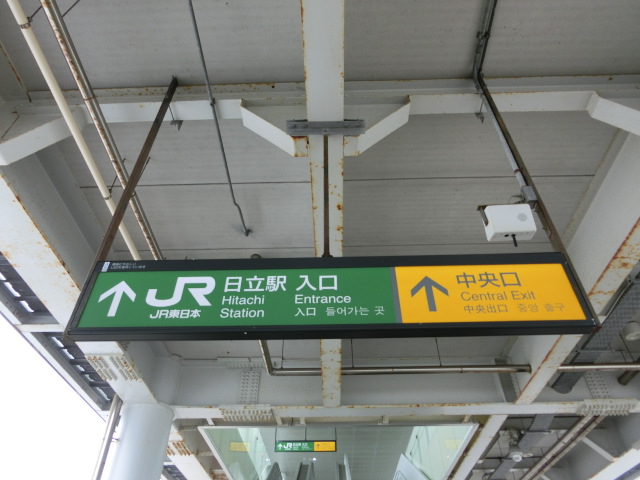 JR
JR東日本
日立駅 入口
Hitachi Station
Entrance
入口 들어가는 곳
中央口
Central Exit
中央出口 중앙 출구